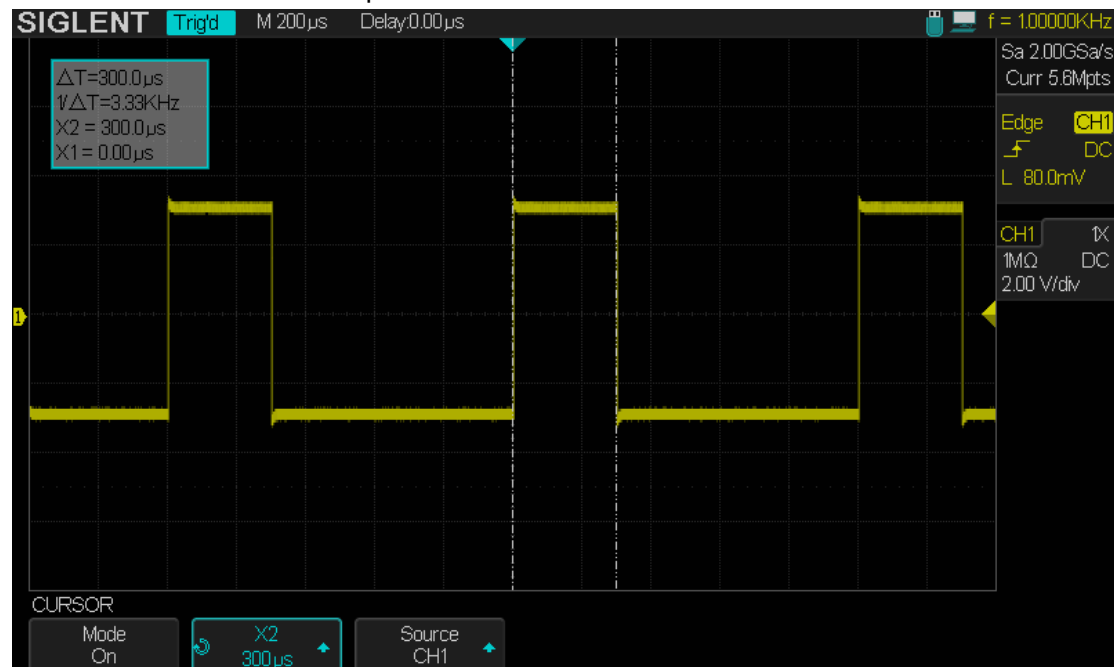 SIGLENT Trig'd M 200µs Delay:0.00µs f = 1.00000KHz
Sa 2.00GSa/s
Curr 5.6Mpts
Edge CH1
DC
L 80.0mV
CH1 1X
1MΩ DC
2.00 V/div
△T=300.0µs
1/△T=3.33KHz
X2 = 300.0µs
X1 = 0.00µs
1
CURSOR
Mode X2 Source
On 300µs CH1